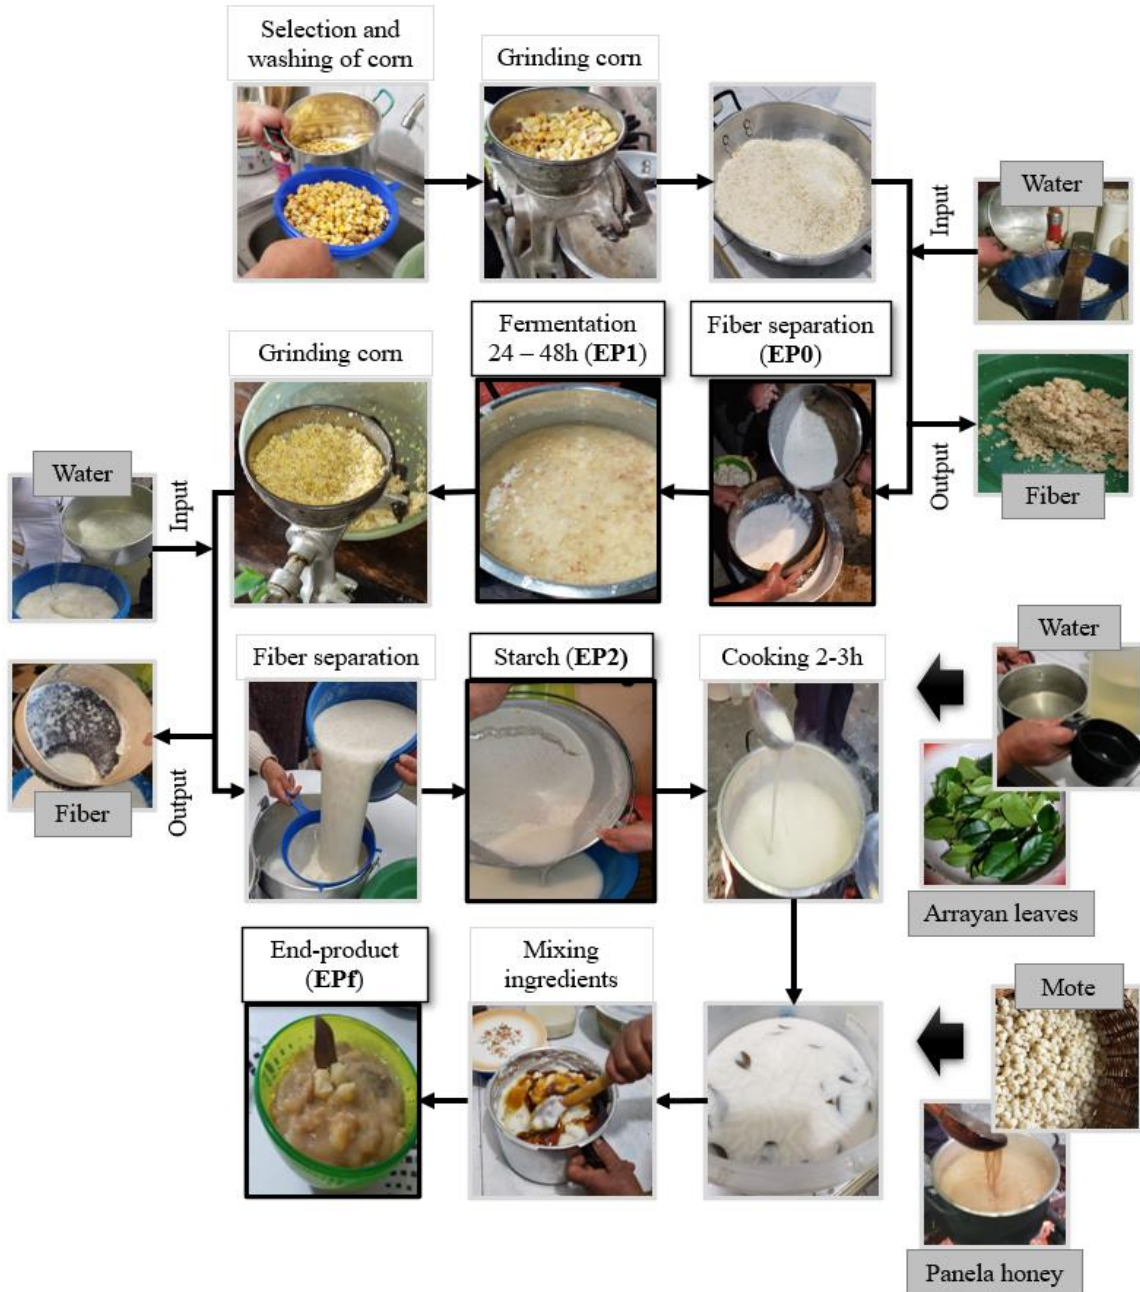 Selection and
washing of corn
Grinding corn
Water
Input
Fermentation
24 – 48h (EP1)
Fiber separation
(EP0)
Grinding corn
Output
Fiber
Water
Input
Fiber separation
Starch (EP2)
Cooking 2-3h
Water
Output
Fiber
Arrayan leaves
End-product
(EPf)
Mixing
ingredients
Mote
Panela honey